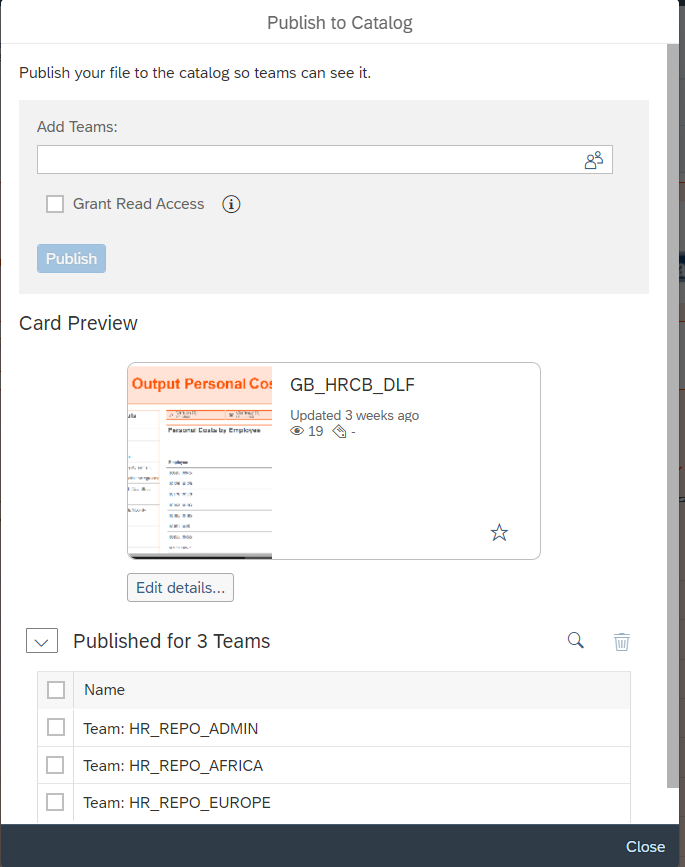 Publish to Catalog
Publish your file to the catalog so teams can see it.
Add Teams:
Grant Read Access
Publish
Card Preview
Output Personal Cos
Personal Costs by Employee
Employee
GB_HRCB_DLF
Updated 3 weeks ago
19 -
Edit details...
Published for 3 Teams
Name
Team: HR_REPO_ADMIN
Team: HR_REPO_AFRICA
Team: HR_REPO_EUROPE
Close